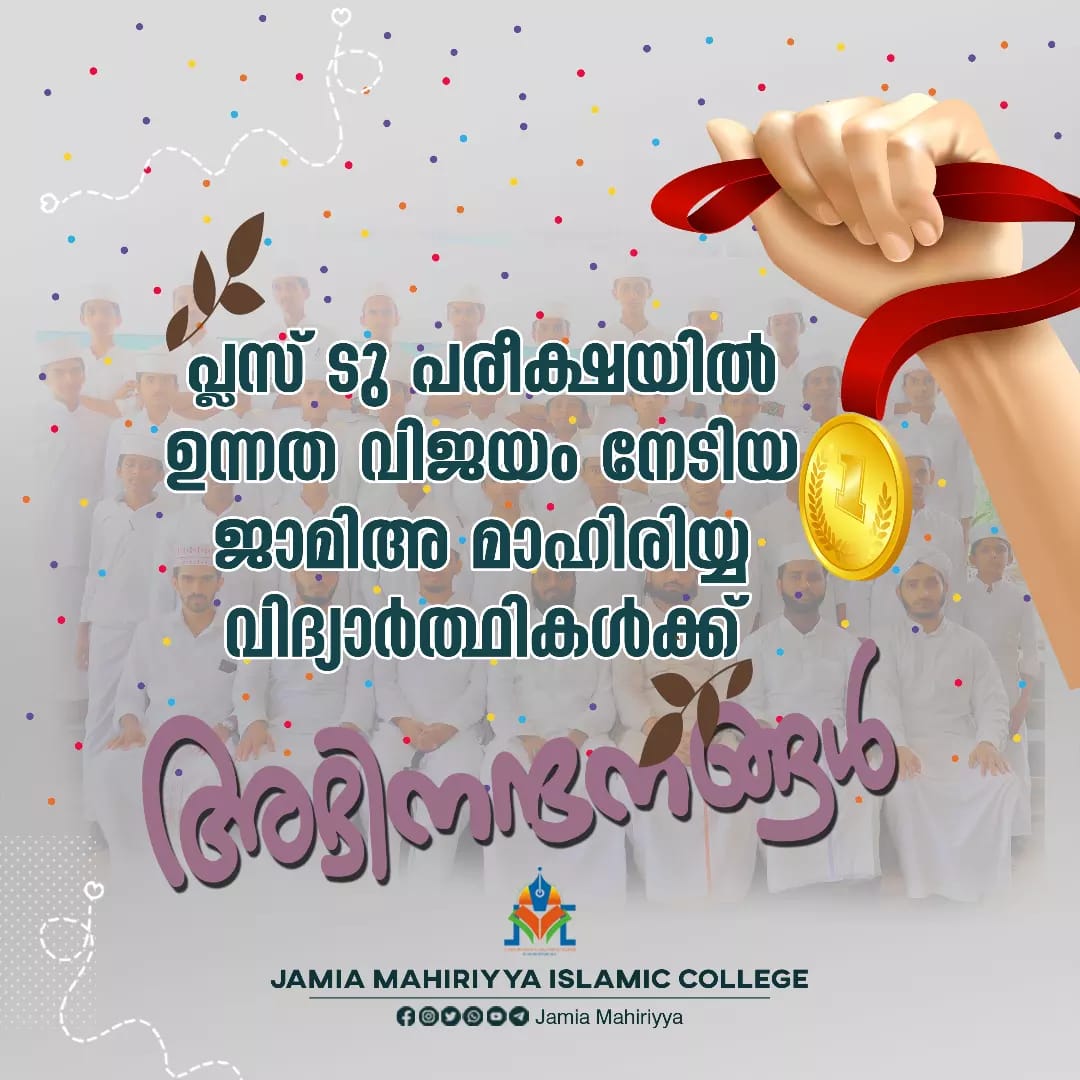 പ്ലസ് ടു പരീക്ഷയിൽ
ഉന്നത വിജയം നേടിയ
ജാമിഅ മാഹിരിയ്യ
വിദ്യാർത്ഥികൾക്ക്
അഭിനന്ദനങ്ങൾ
1
JAMIA MAHIRIYYA ISLAMIC COLLEGE
Jamia Mahiriyya